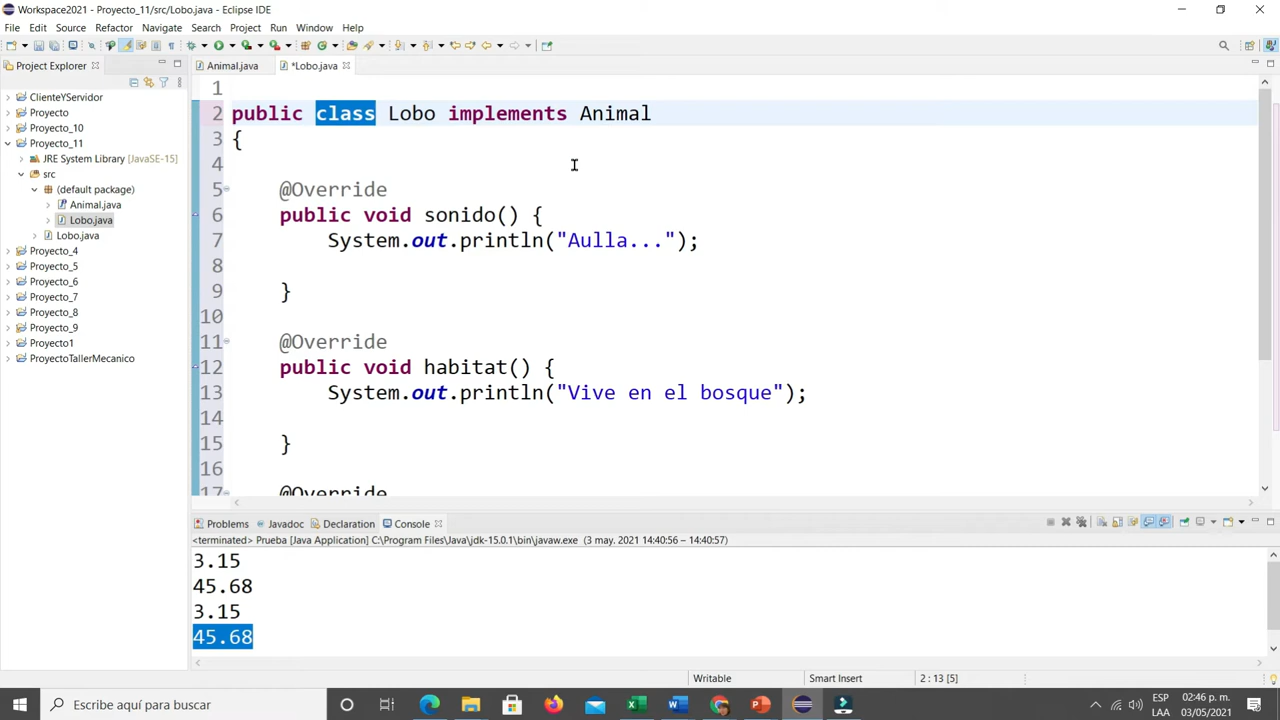 Workspace2021 - Proyecto_11/src/Lobo.java - Eclipse IDE
File Edit Source Refactor Navigate Search Project Run Window Help
Project Explorer
ClienteYServidor
Proyecto
Proyecto_10
Proyecto_11
JRE System Library [JavaSE-15]
src
(default package)
Animal.java
Lobo.java
Lobo.java
Proyecto_4
Proyecto_5
Proyecto_6
Proyecto_7
Proyecto_8
Proyecto_9
Proyecto1
ProyectoTallerMecanico
Animal.java *Lobo.java
1
2 public class Lobo implements Animal
3 {
4
5 @Override
6 public void sonido() {
7 System.out.println("Aulla...");
8
9 }
10
11 @Override
12 public void habitat() {
13 System.out.println("Vive en el bosque");
14
15 }
16
17 @Override
Problems Javadoc Declaration Console
<terminated> Prueba [Java Application] C:\Program Files\Java\jdk-15.0.1\bin\javaw.exe (3 may. 2021 14:40:56 – 14:40:57)
3.15
45.68
3.15
45.68
Writable Smart Insert 2 : 13 [5]
Escribe aquí para buscar
ESP
LAA
02:46 p. m.
03/05/2021